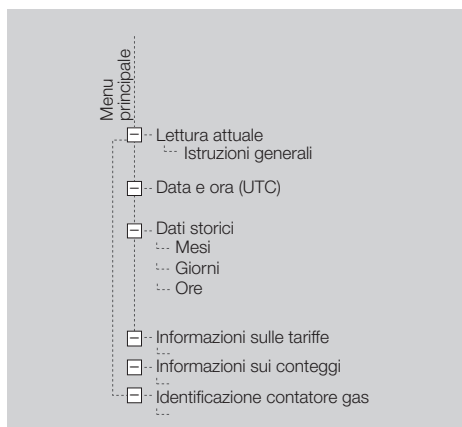 Menu
principale
Lettura attuale
Istruzioni generali
Data e ora (UTC)
Dati storici
Mesi
Giorni
Ore
Informazioni sulle tariffe
Informazioni sui conteggi
Identificazione contatore gas